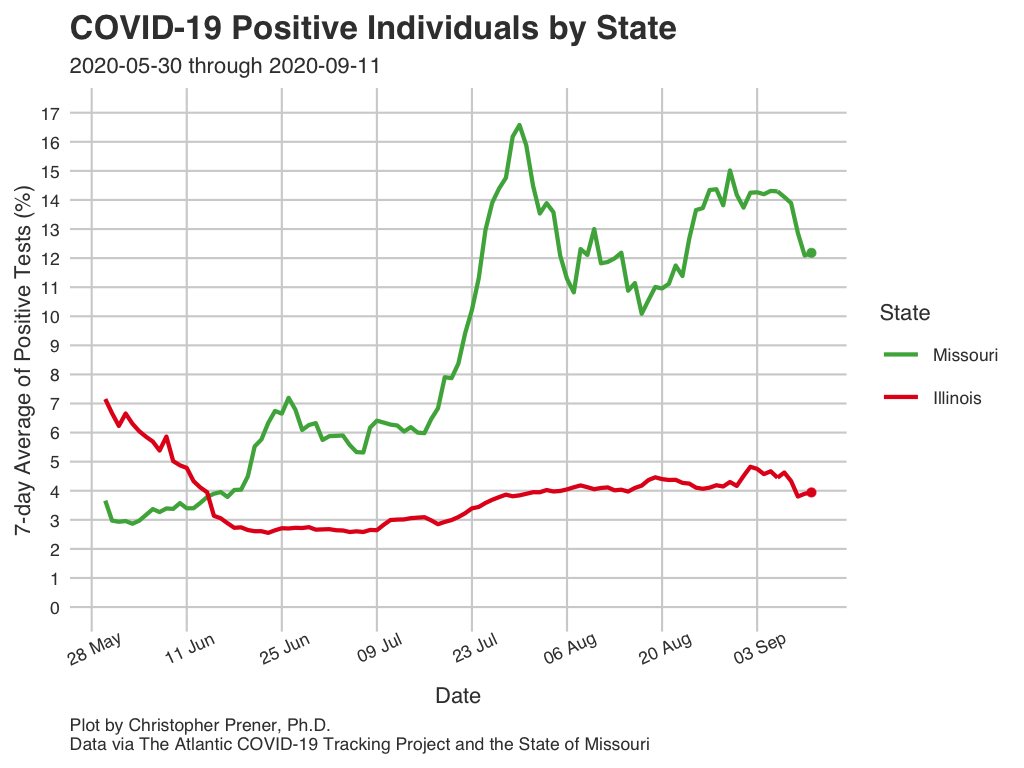 COVID-19 Positive Individuals by State
2020-05-30 through 2020-09-11
7-day Average of Positive Tests (%)
17
16
15
14
13
12
11
10
9
8
7
6
5
4
3
2
1
0
28 May
11 Jun
25 Jun
09 Jul
23 Jul
06 Aug
20 Aug
03 Sep
Date
State
Missouri
Illinois
Plot by Christopher Prener, Ph.D.
Data via The Atlantic COVID-19 Tracking Project and the State of Missouri